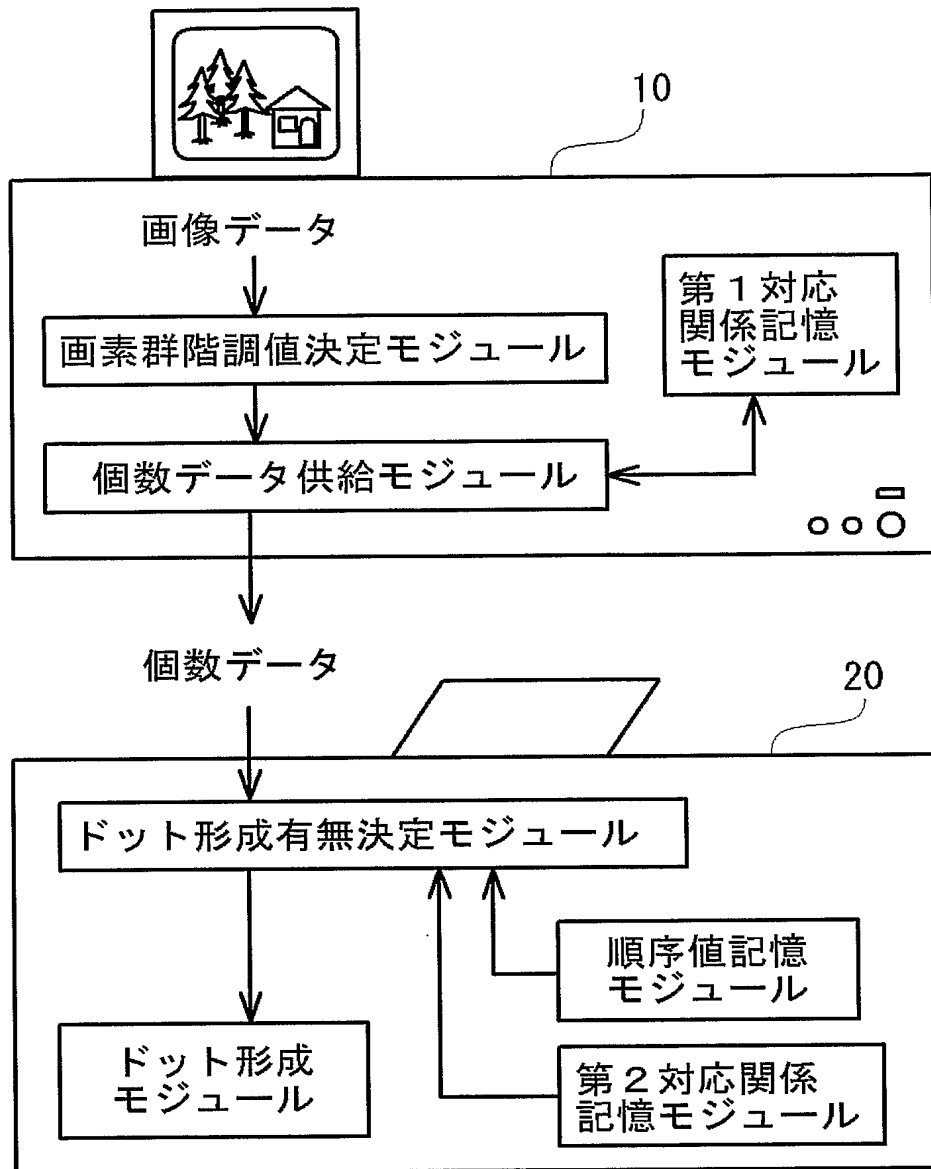 10
画像データ
第１対応
関係記憶
モジュール
画素群階調値決定モジュール
個数データ供給モジュール
個数データ
20
ドット形成有無決定モジュール
順序値記憶
モジュール
ドット形成
モジュール
第２対応関係
記憶モジュール